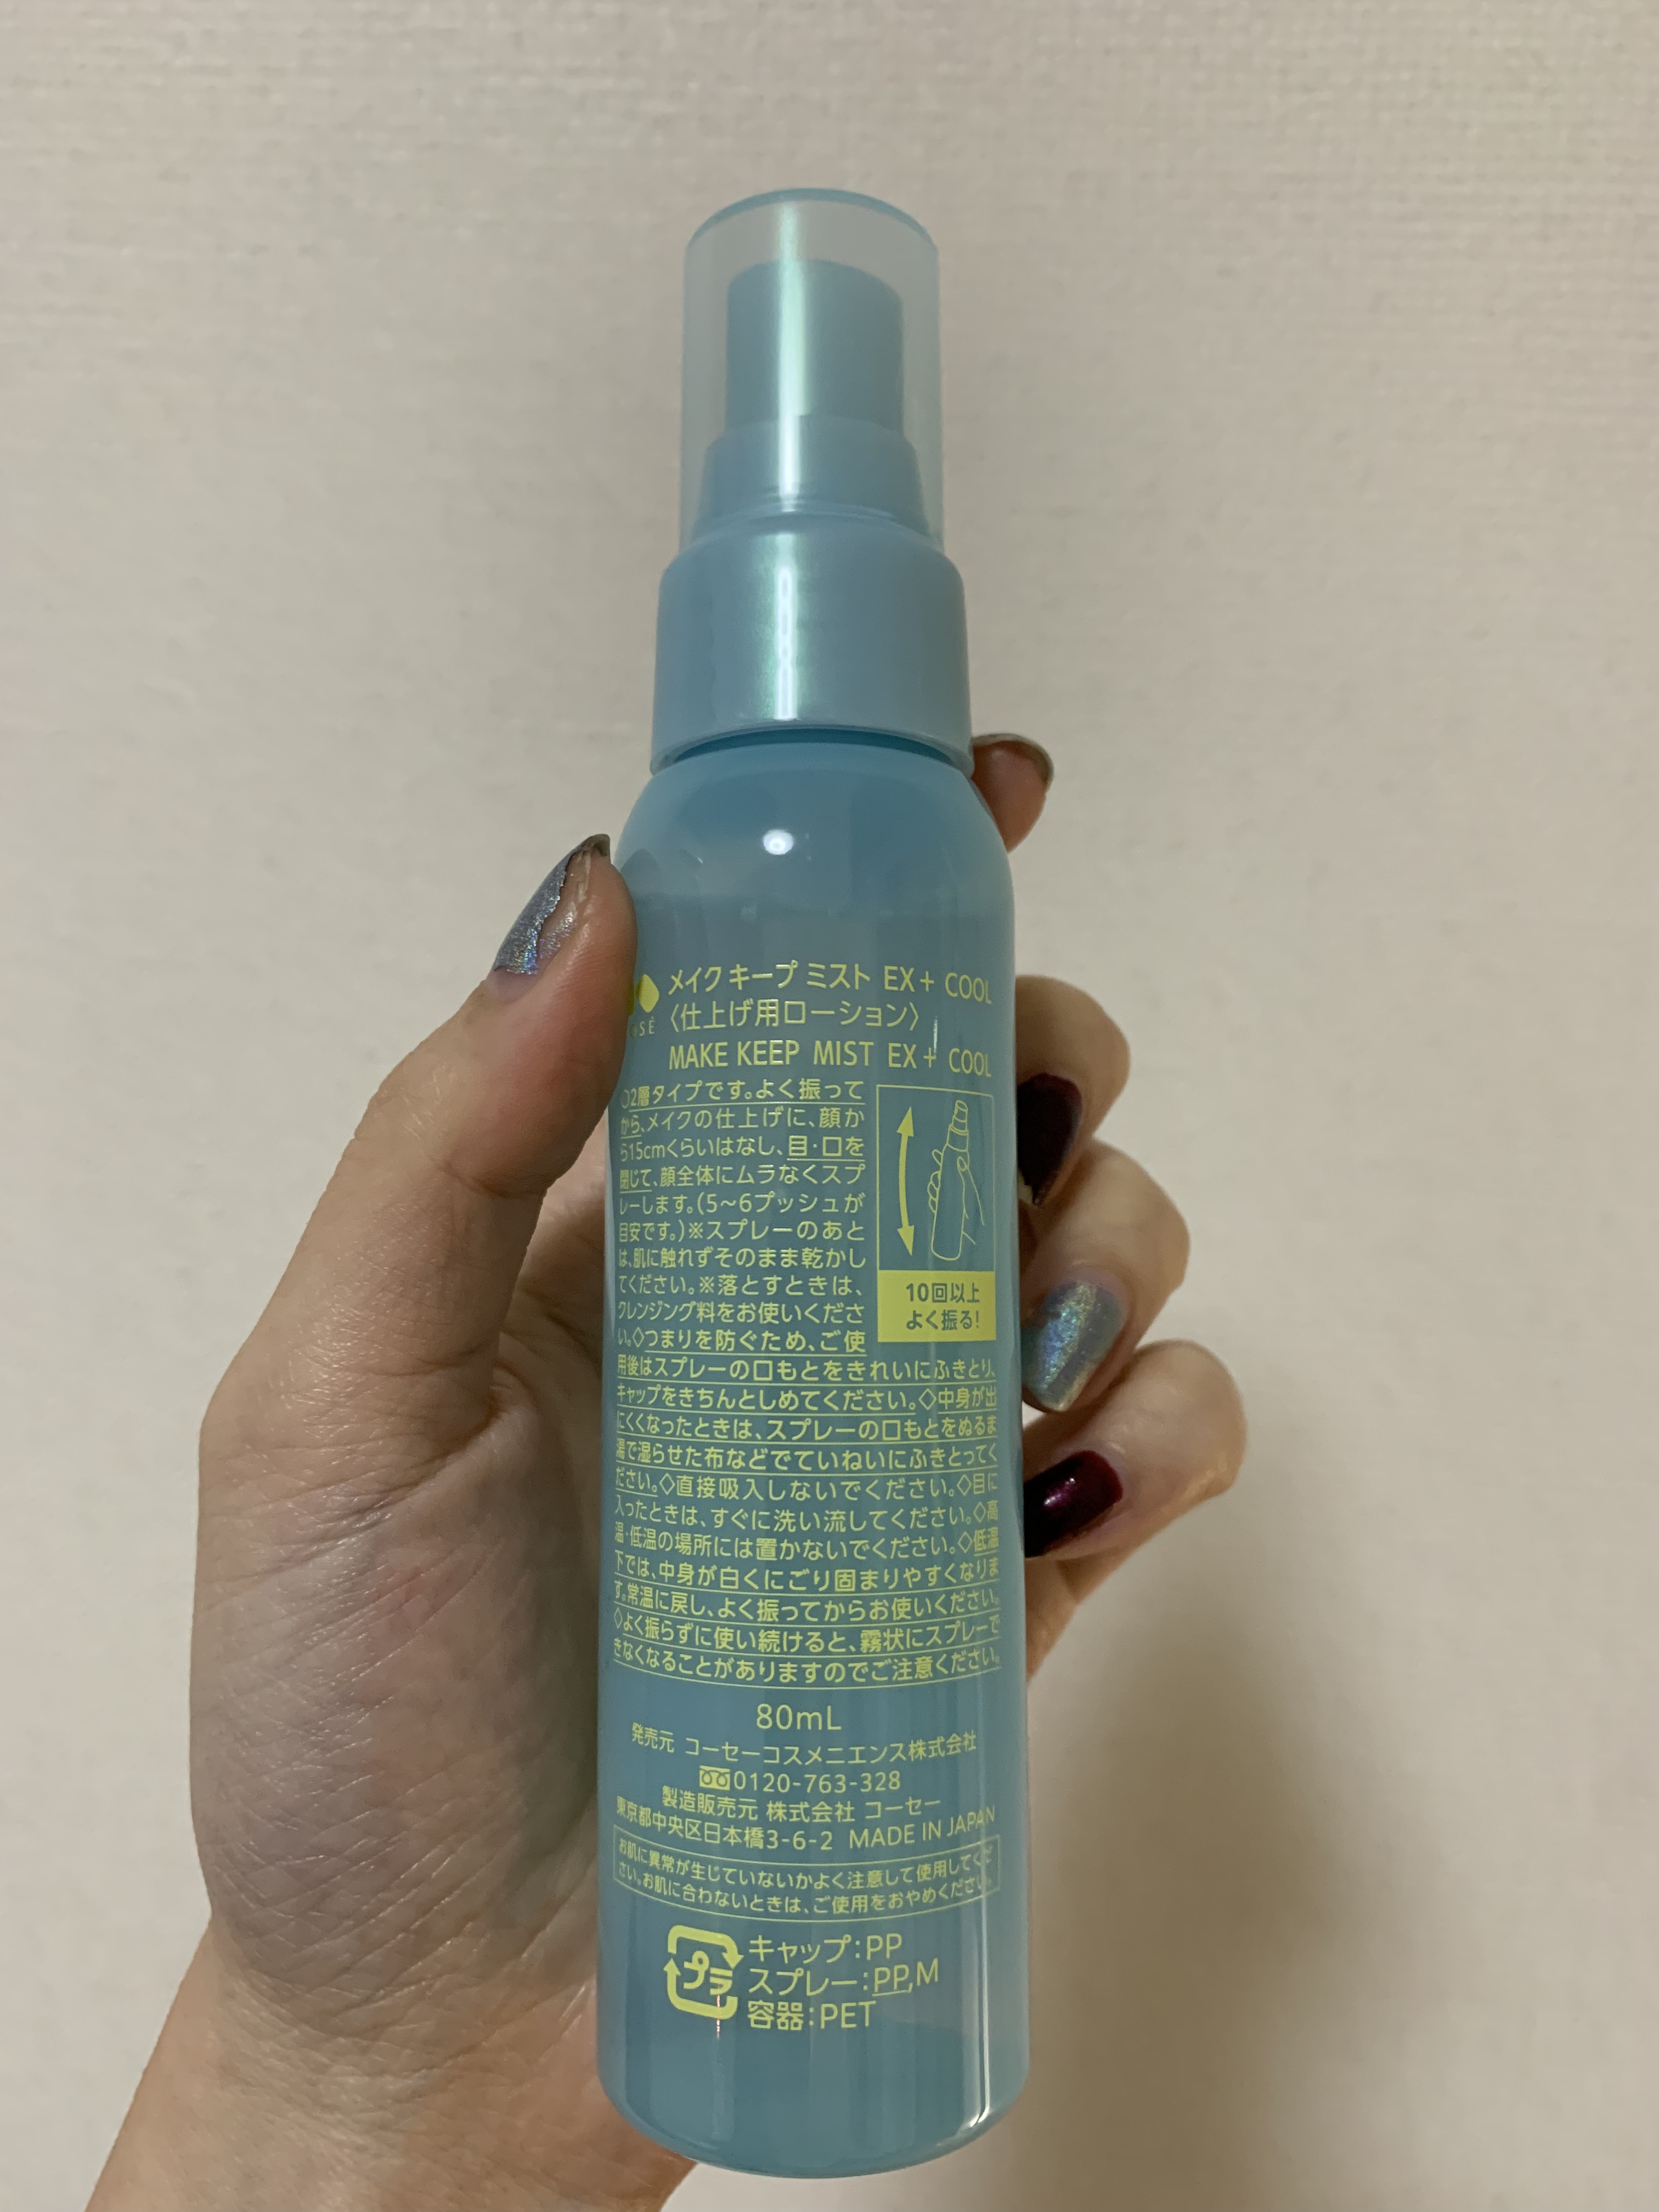 メイク キープ ミスト EX+ COOL
〈仕上げ用ローション〉
MAKE KEEP MIST EX+ COOL
SÉ
◇2層タイプです。よく振って
から、メイクの仕上げに、顔か
ら15cmくらいはなし、目・口を
閉じて、顔全体にムラなくスプ
レーします。(5~6プッシュが
目安です。)※スプレーのあと
は、肌に触れずそのまま乾かし
てください。※落とすときは、
クレンジング料をお使いくださ
い。◇つまりを防ぐため、ご使
用後はスプレーの口もとをきれいにふきとり、
キャップをきちんとしめてください。◇中身が出
にくくなったときは、スプレーの口もとをぬるま
湯で湿らせた布などでていねいにふきとってく
ださい。◇直接吸入しないでください。◇目に
入ったときは、すぐに洗い流してください。◇高
温・低温の場所には置かないでください。◇低温
下では、中身が白くにごり固まりやすくなりま
す。常温に戻し、よく振ってからお使いください。
◇よく振らずに使い続けると、霧状にスプレーで
きなくなることがありますのでご注意ください。
10回以上
よく振る!
80mL
発売元 コーセーコスメニエンス株式会社
0120-763-328
製造販売元 株式会社 コーセー
東京都中央区日本橋3-6-2 MADE IN JAPAN
お肌に異常が生じていないかよく注意して使用してくだ
さい。お肌に合わないときは、ご使用をおやめください。
プラ
キャップ:PP
スプレー:PP,M
容器:PET